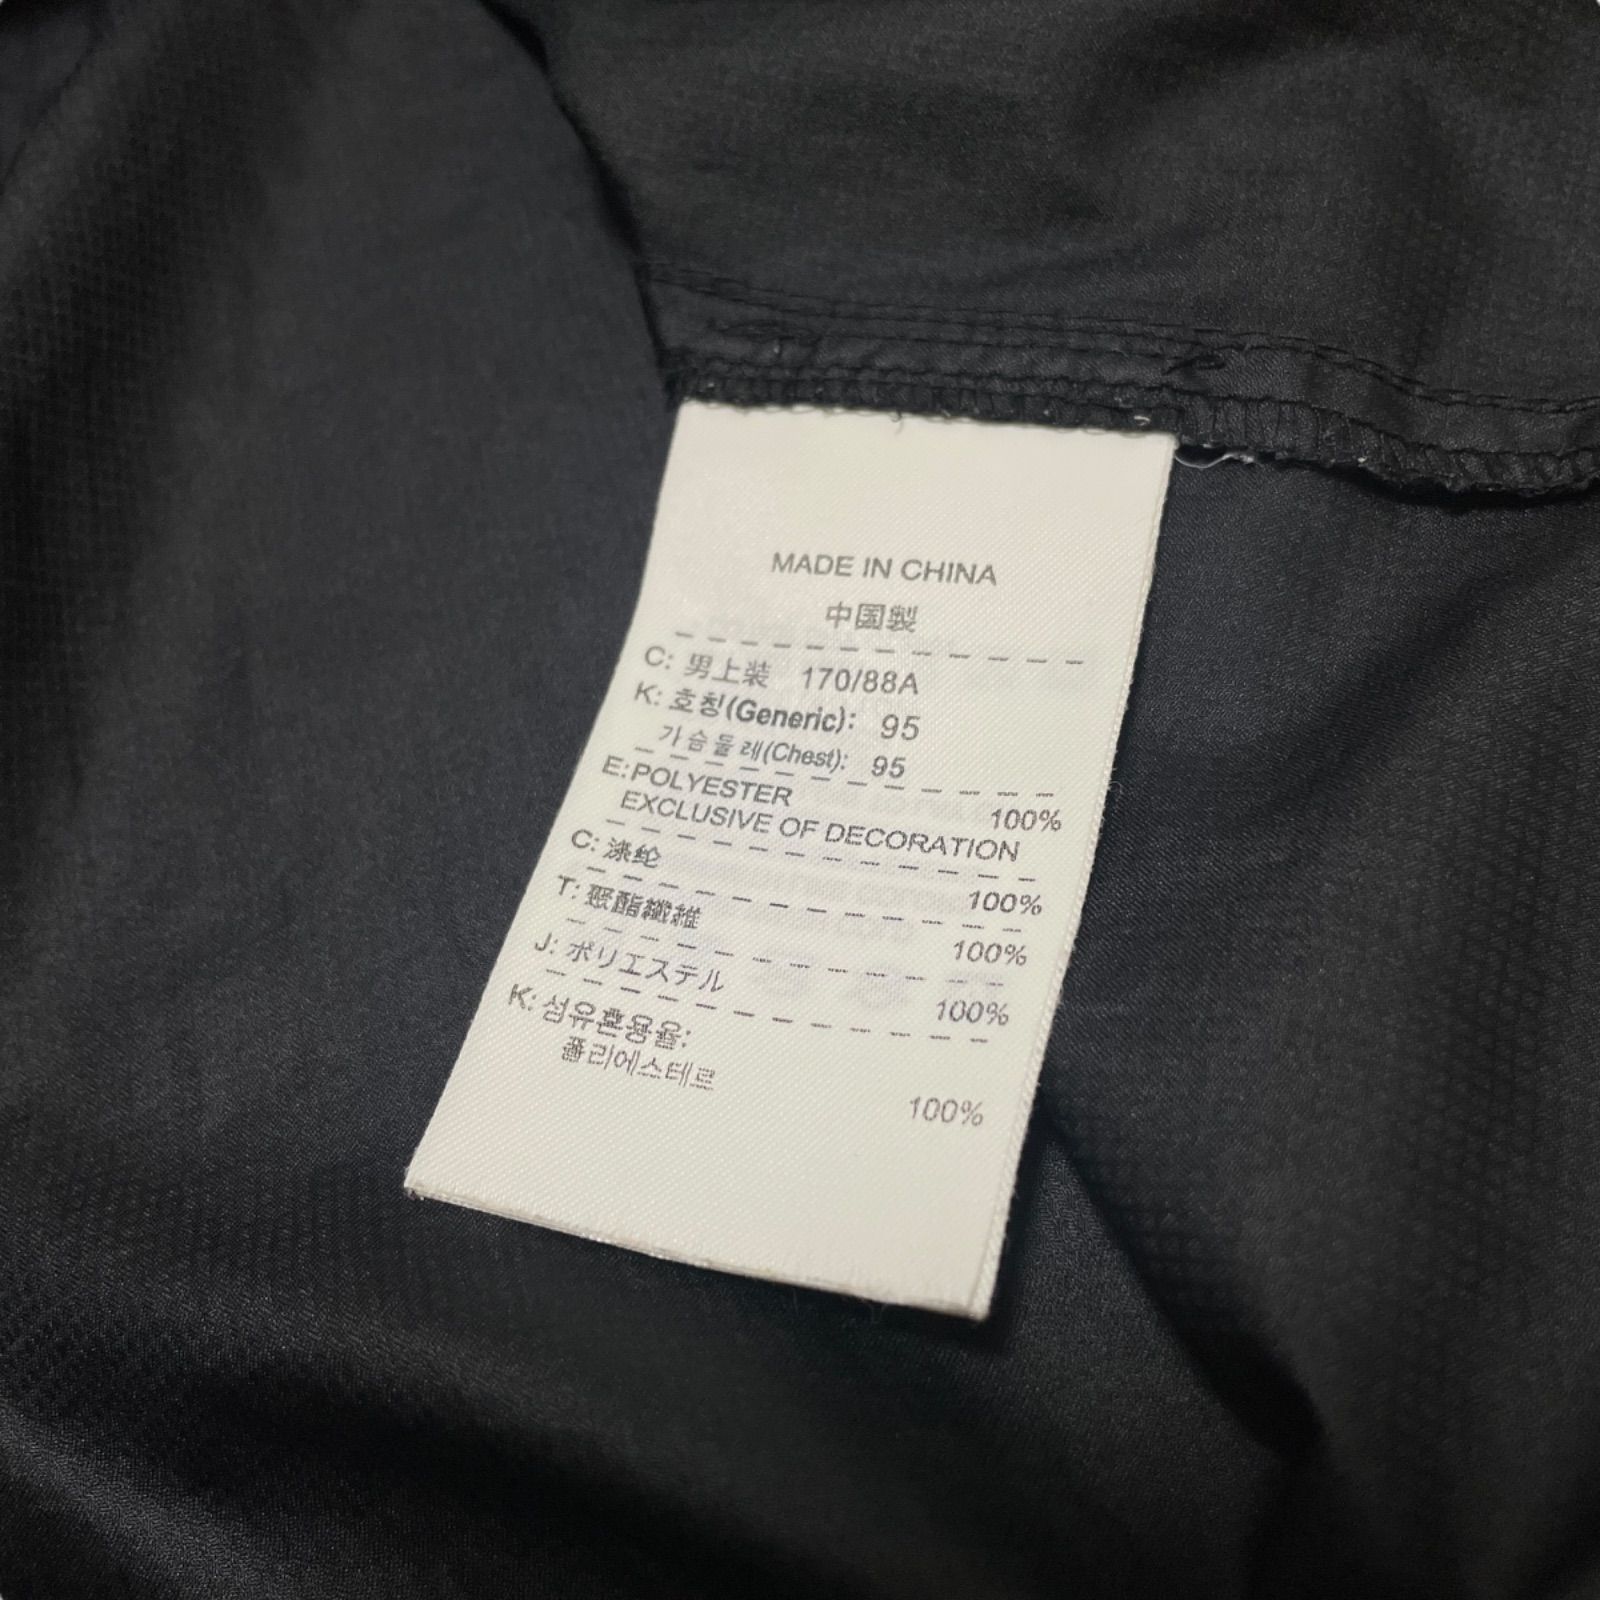 MADE IN CHINA
中国製
C: 男上装 170/88A
K: 호칭(Generic): 95
가슴둘레(Chest): 95
E:POLYESTER 100%
EXCLUSIVE OF DECORATION
C: 涤纶 100%
T: 聚酯纖維 100%
J: ポリエステル 100%
K: 섬유혼용율:
폴리에스테르
100%